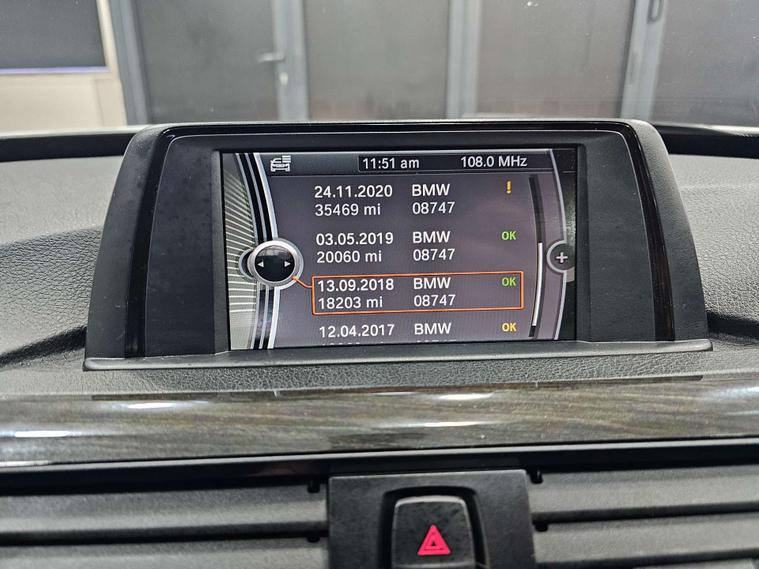 11:51 am 108.0 MHz
24.11.2020 BMW !
35469 mi 08747
03.05.2019 BMW OK
20060 mi 08747
13.09.2018 BMW OK
18203 mi 08747
12.04.2017 BMW OK